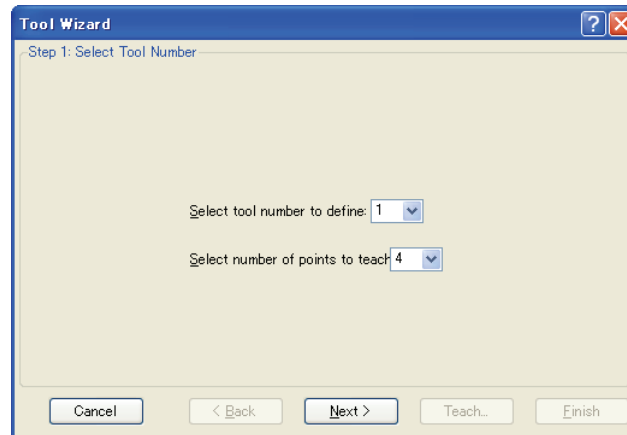 Tool Wizard
Step 1: Select Tool Number
Select tool number to define: 1
Select number of points to teach 4
Cancel < Back Next > Teach... Finish